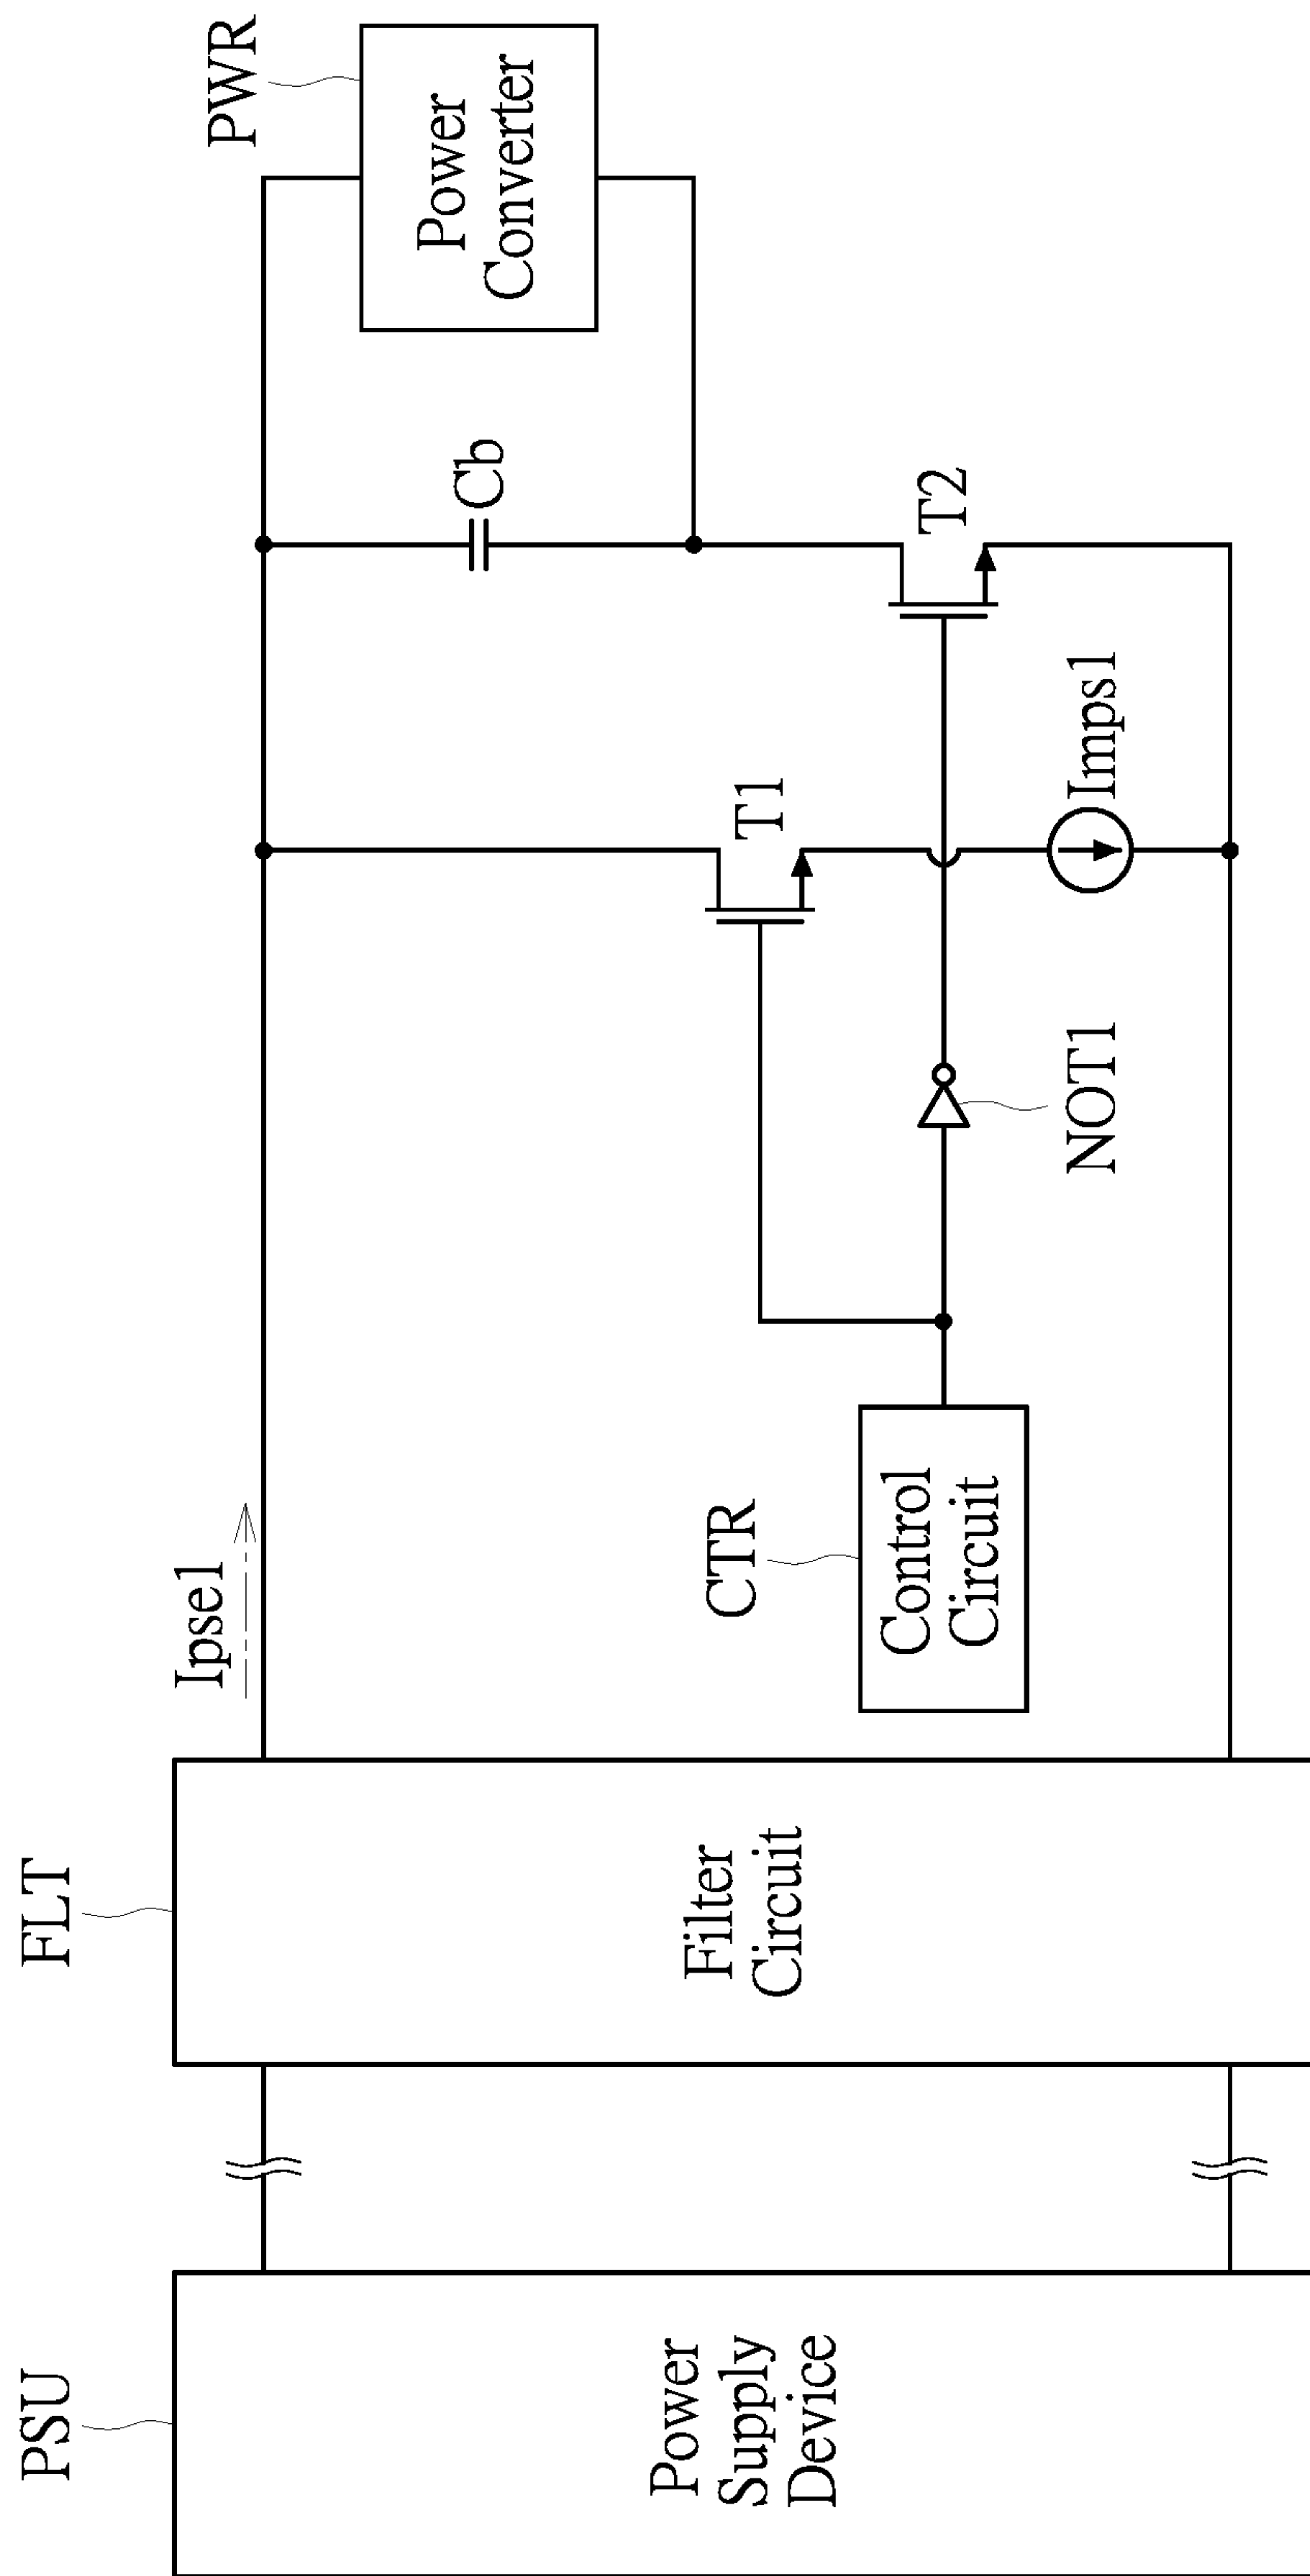 PSU
Power
Supply
Device
FLT
Filter
Circuit
Ipse1
CTR
Control
Circuit
NOT1
T1
Imps1
T2
Cb
PWR
Power
Converter